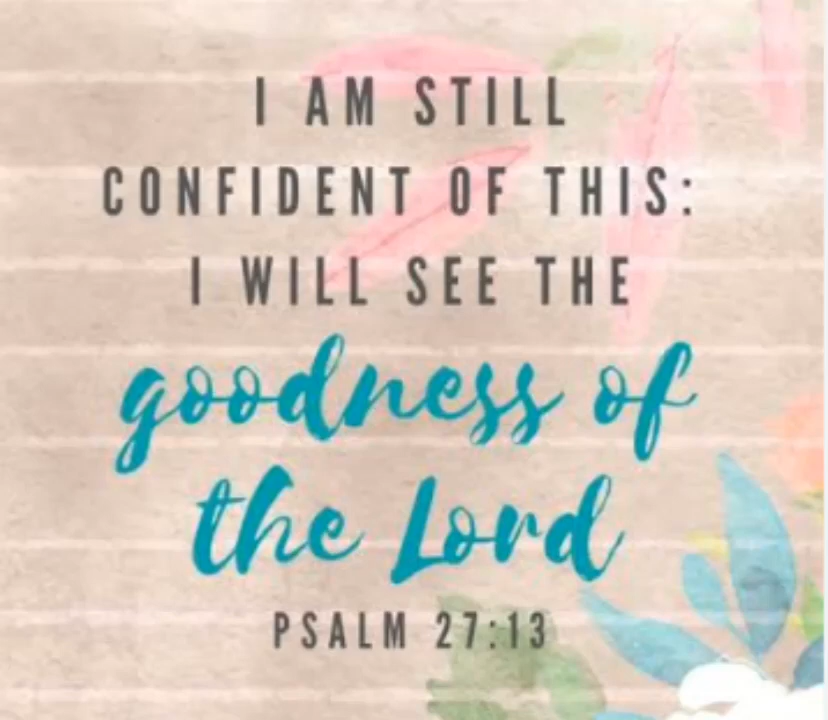 I AM STILL
CONFIDENT OF THIS:
I WILL SEE THE
goodness of
the Lord
PSALM 27:13